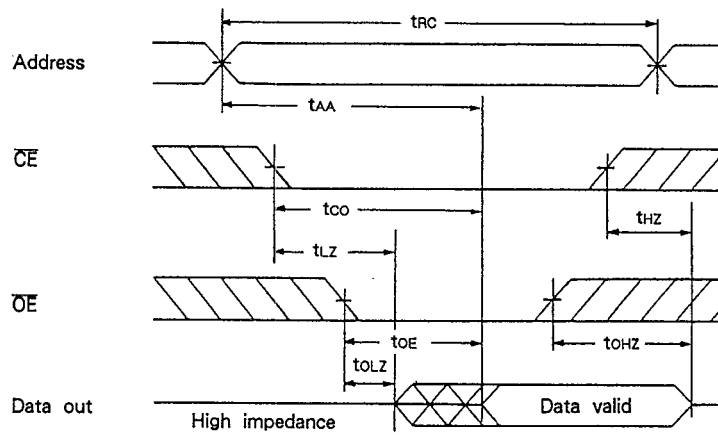 tRC
Address
tAA
CE
tCO
tHZ
tLZ
OE
tOE
tOHZ
tOLZ
Data out
High impedance
Data valid